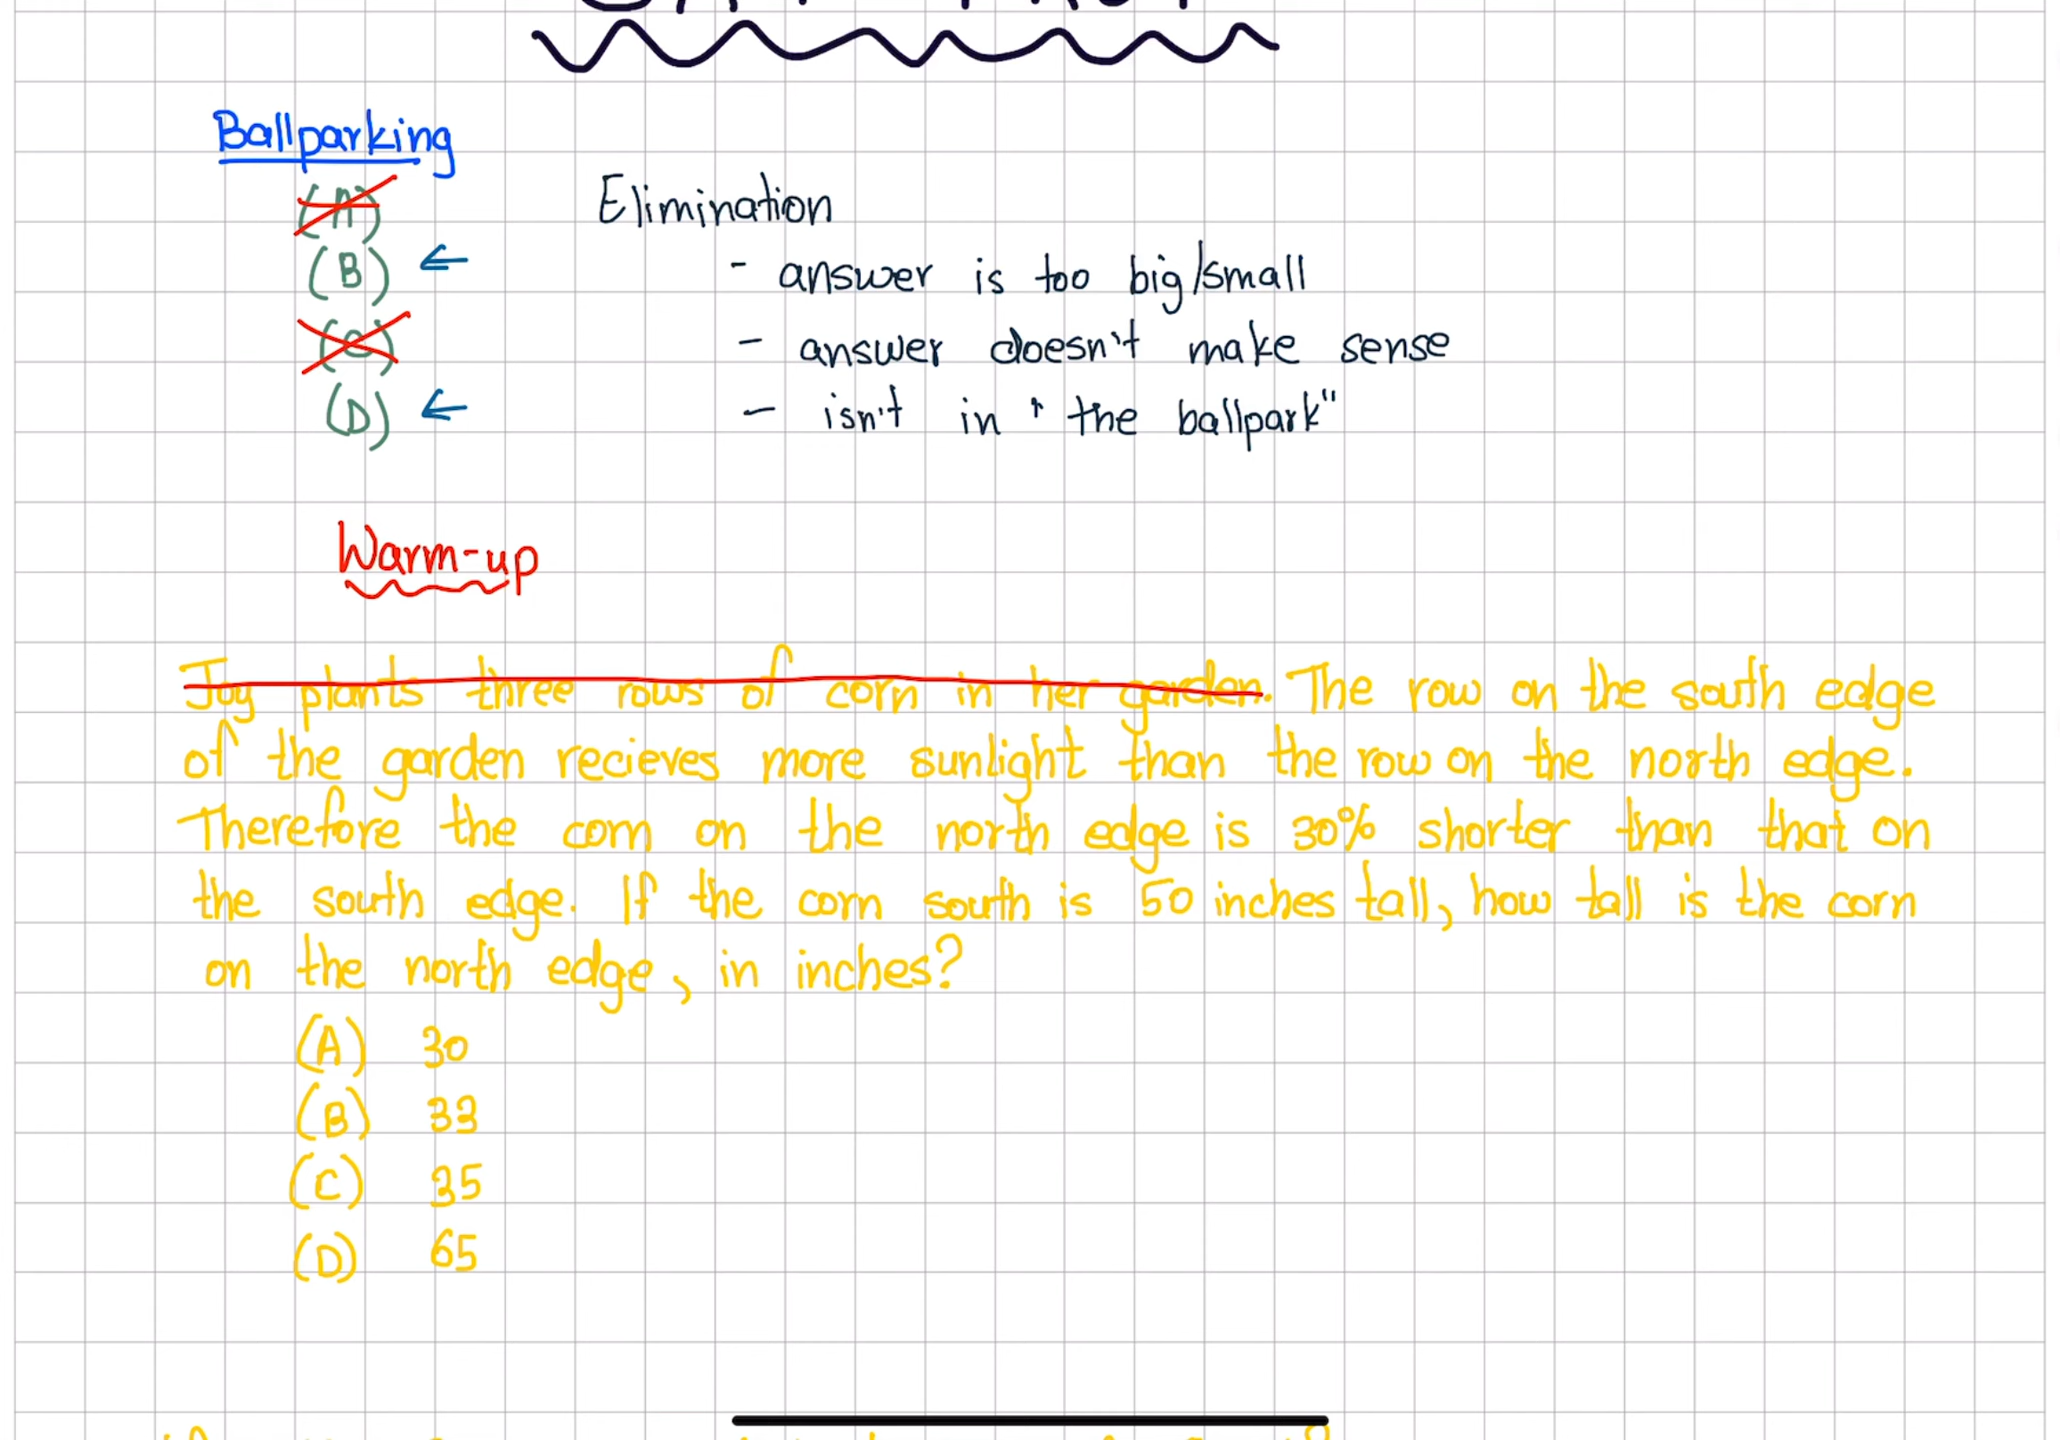 Ballparking
(A)
(B) ← Elimination
(C) - answer is too big/small
(D) ← - answer doesn't make sense
- isn't in "the ballpark"
Warm-up
Joy plants three rows of corn in her garden. The row on the south edge
of the garden recieves more sunlight than the row on the north edge.
Therefore the corn on the north edge is 30% shorter than that on
the south edge. If the corn south is 50 inches tall, how tall is the corn
on the north edge, in inches?
(A) 30
(B) 33
(C) 35
(D) 65